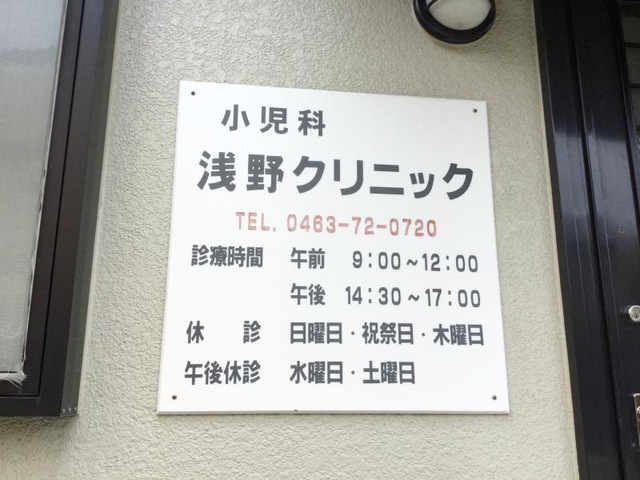 小児科
浅野クリニック
TEL. 0463-72-0720
診療時間 午前 9:00～12:00
午後 14:30～17:00
休診 日曜日・祝祭日・木曜日
午後休診 水曜日・土曜日